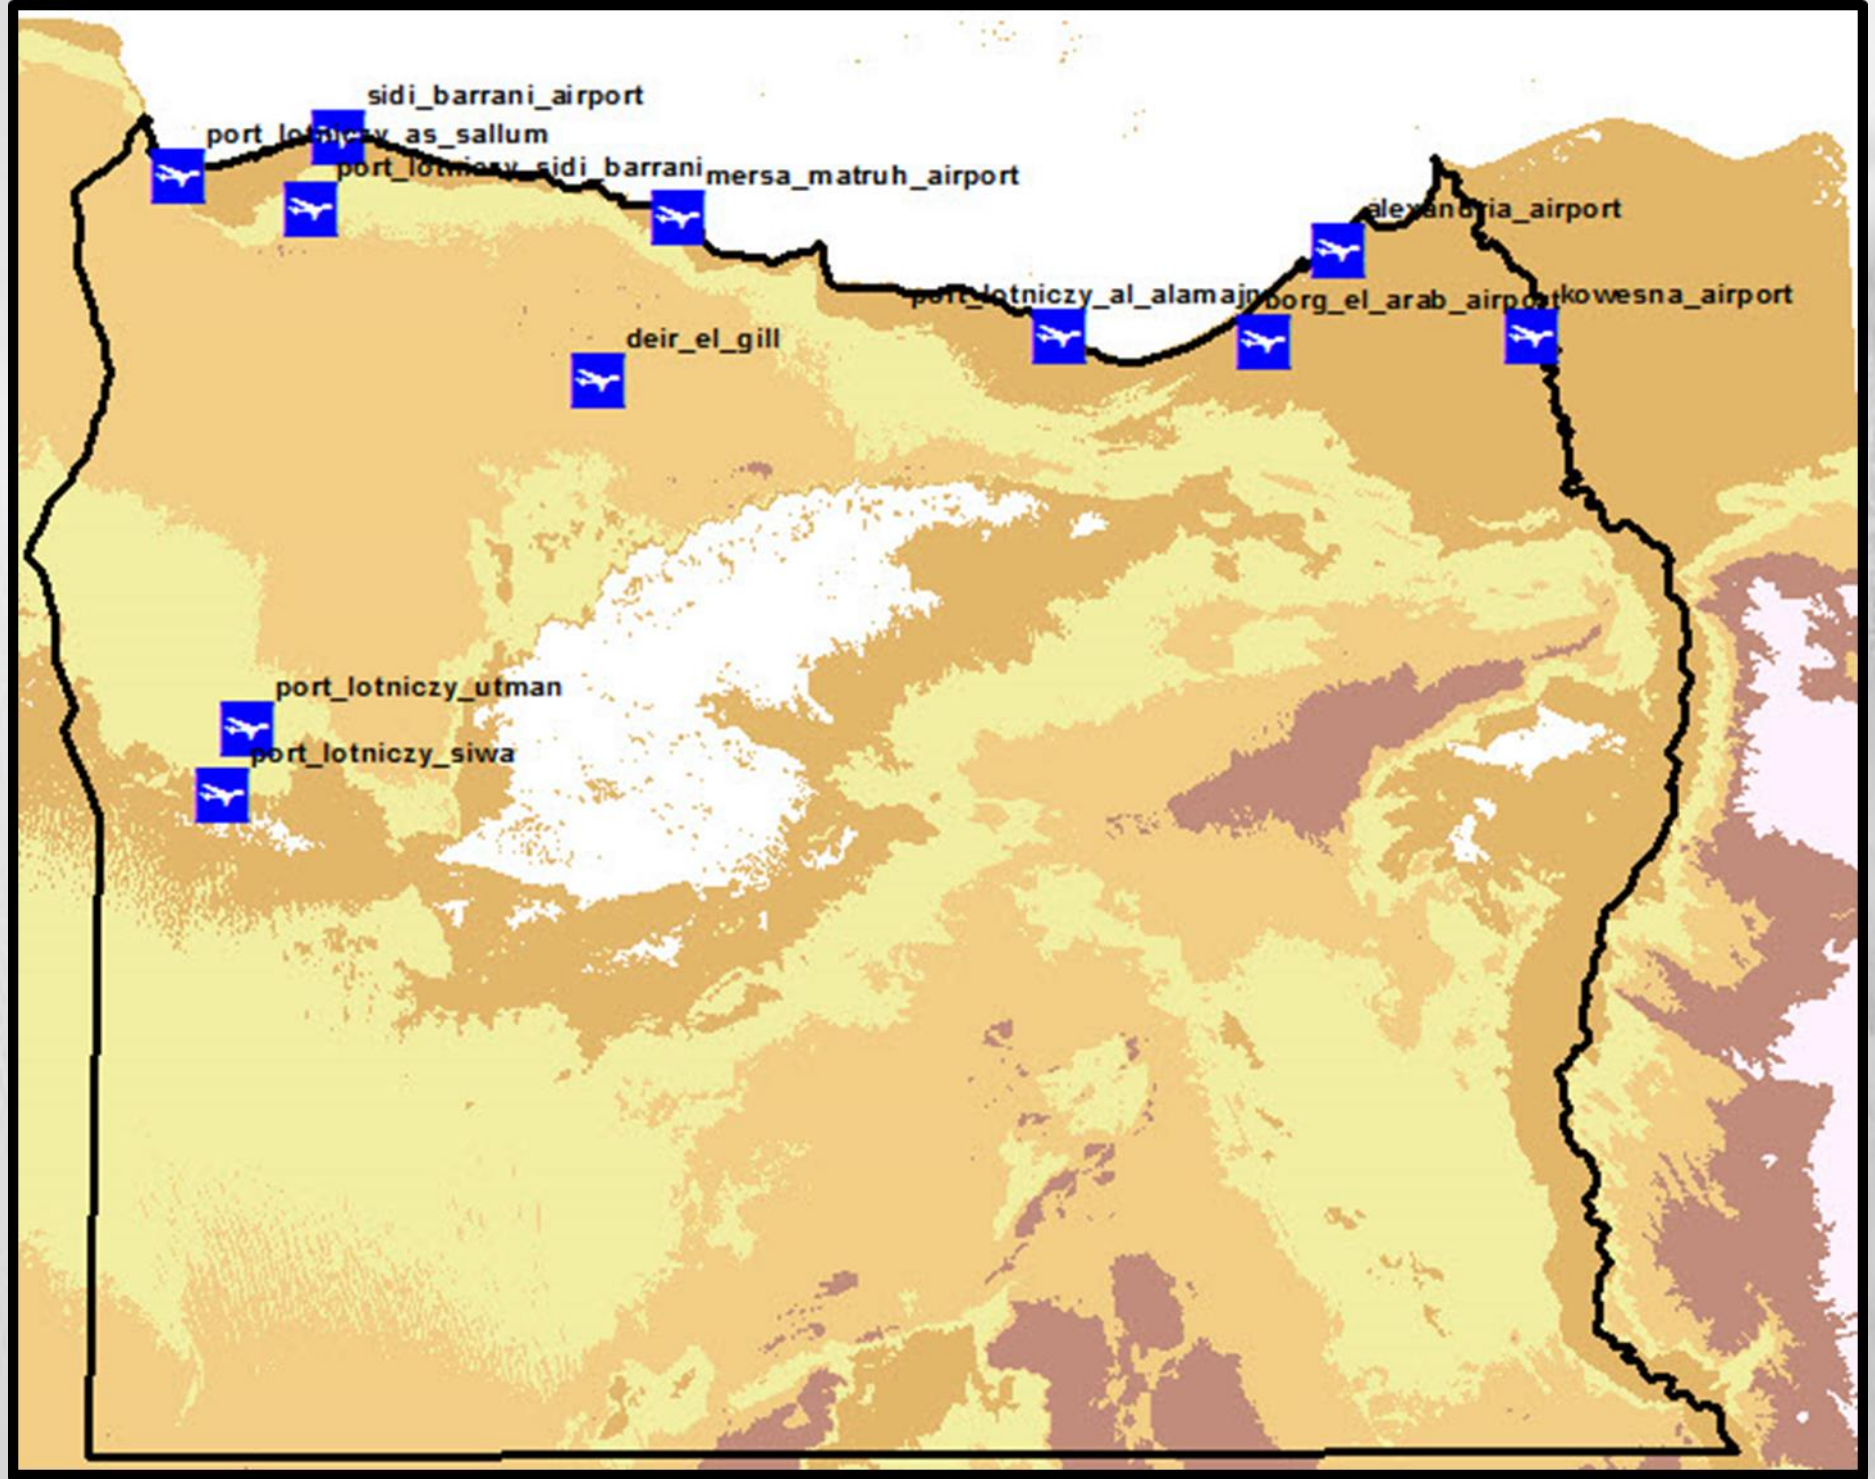 sidi_barrani_airport
port_lotniczy_as_sallum
port_lotniczy_sidi_barrani
mersa_matruh_airport
alexandria_airport
port_lotniczy_al_alamajn
borg_el_arab_airport
kowesna_airport
deir_el_gill
port_lotniczy_utman
port_lotniczy_siwa